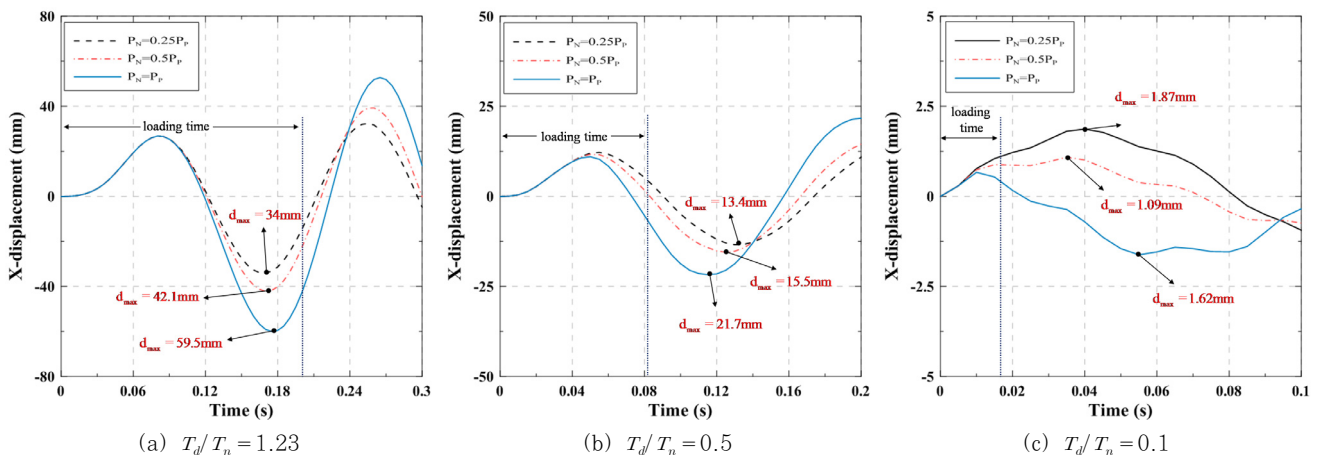 80
40
0
-40
-80
X-displacement (mm)
P_N=0.25P_P
P_N=0.5P_P
P_N=P_P
loading time
d_max = 34mm
d_max = 42.1mm
d_max = 59.5mm
0 0.06 0.12 0.18 0.24 0.3
Time (s)
(a) T_d/T_n = 1.23
50
25
0
-25
-50
X-displacement (mm)
P_N=0.25P_P
P_N=0.5P_P
P_N=P_P
loading time
d_max = 13.4mm
d_max = 15.5mm
d_max = 21.7mm
0 0.04 0.08 0.12 0.16 0.2
Time (s)
(b) T_d/T_n = 0.5
5
2.5
0
-2.5
-5
X-displacement (mm)
P_N=0.25P_P
P_N=0.5P_P
P_N=P_P
loading
time
d_max = 1.87mm
d_max = 1.09mm
d_max = 1.62mm
0 0.02 0.04 0.06 0.08 0.1
Time (s)
(c) T_d/T_n = 0.1